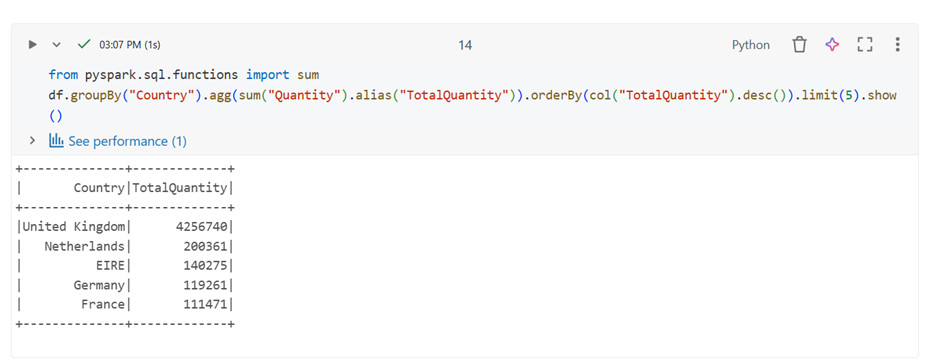 03:07 PM (1s) 14 Python
from pyspark.sql.functions import sum
df.groupBy("Country").agg(sum("Quantity").alias("TotalQuantity")).orderBy(col("TotalQuantity").desc()).limit(5).show
()
See performance (1)
+--------------+-------------+
|       Country|TotalQuantity|
+--------------+-------------+
|United Kingdom|      4256740|
|   Netherlands|       200361|
|          EIRE|       140275|
|       Germany|       119261|
|        France|       111471|
+--------------+-------------+